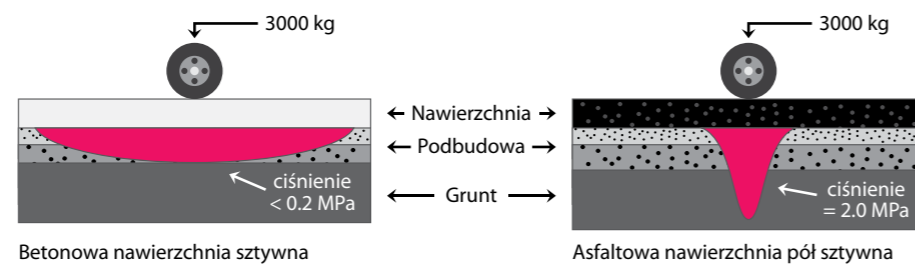 3000 kg
3000 kg
Nawierzchnia
Podbudowa
Grunt
ciśnienie
< 0.2 MPa
ciśnienie
= 2.0 MPa
Betonowa nawierzchnia sztywna
Asfaltowa nawierzchnia pół sztywna